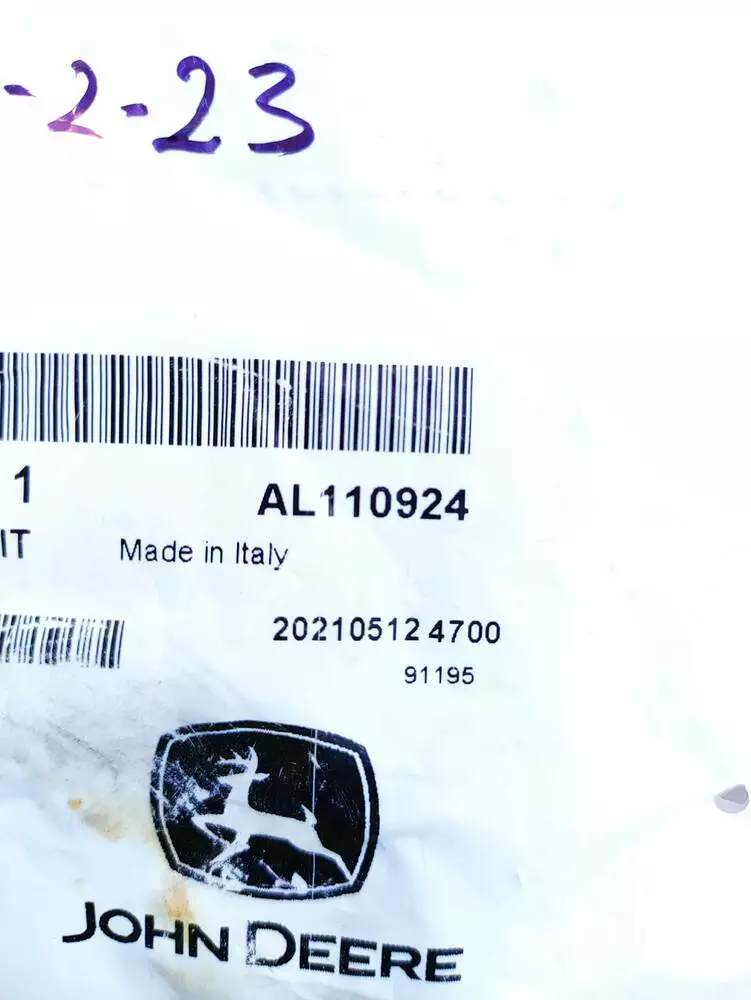 -2-23
1 AL110924
IT Made in Italy
20210512 4700
91195
JOHN DEERE